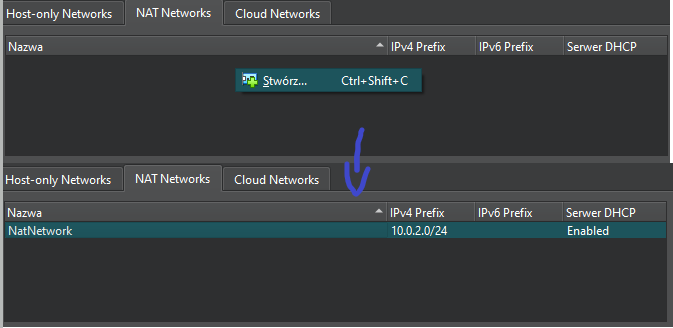 Host-only Networks NAT Networks Cloud Networks
Nazwa IPv4 Prefix IPv6 Prefix Serwer DHCP
Stwórz... Ctrl+Shift+C
Host-only Networks NAT Networks Cloud Networks
Nazwa IPv4 Prefix IPv6 Prefix Serwer DHCP
NatNetwork 10.0.2.0/24 Enabled